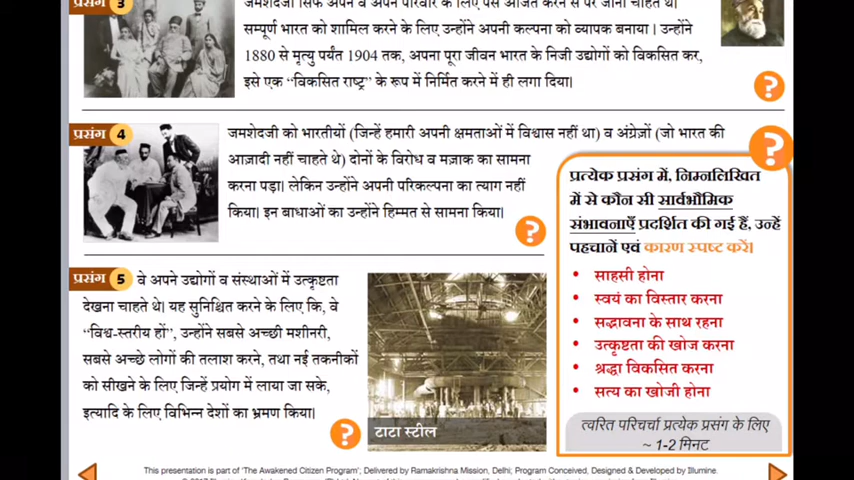 प्रसंग 3
जमशेदजी सिर्फ अपने व अपने परिवार के लिए पैसे अर्जित करने से परे जाना चाहते थे।
सम्पूर्ण भारत को शामिल करने के लिए उन्होंने अपनी कल्पना को व्यापक बनाया । उन्होंने
1880 से मृत्यु पर्यंत 1904 तक, अपना पूरा जीवन भारत के निजी उद्योगों को विकसित कर,
इसे एक “विकसित राष्ट्र” के रूप में निर्मित करने में ही लगा दिया।
?
प्रसंग 4
जमशेदजी को भारतीयों (जिन्हें हमारी अपनी क्षमताओं में विश्वास नहीं था) व अंग्रेज़ों (जो भारत की
आज़ादी नहीं चाहते थे) दोनों के विरोध व मज़ाक का सामना
करना पड़ा। लेकिन उन्होंने अपनी परिकल्पना का त्याग नहीं
किया। इन बाधाओं का उन्होंने हिम्मत से सामना किया।
?
प्रसंग 5
वे अपने उद्योगों व संस्थाओं में उत्कृष्टता
देखना चाहते थे। यह सुनिश्चित करने के लिए कि, वे
“विश्व-स्तरीय हों”, उन्होंने सबसे अच्छी मशीनरी,
सबसे अच्छे लोगों की तलाश करने, तथा नई तकनीकों
को सीखने के लिए जिन्हें प्रयोग में लाया जा सके,
इत्यादि के लिए विभिन्न देशों का भ्रमण किया।
?
टाटा स्टील
?
प्रत्येक प्रसंग में, निम्नलिखित
में से कौन सी सार्वभौमिक
संभावनाएँ प्रदर्शित की गई हैं, उन्हें
पहचानें एवं कारण स्पष्ट करें।
• साहसी होना
• स्वयं का विस्तार करना
• सद्भावना के साथ रहना
• उत्कृष्टता की खोज करना
• श्रद्धा विकसित करना
• सत्य का खोजी होना
त्वरित परिचर्चा प्रत्येक प्रसंग के लिए
~ 1-2 मिनट
This presentation is part of 'The Awakened Citizen Program'; Delivered by Ramakrishna Mission, Delhi; Program Conceived, Designed & Developed by Illumine.